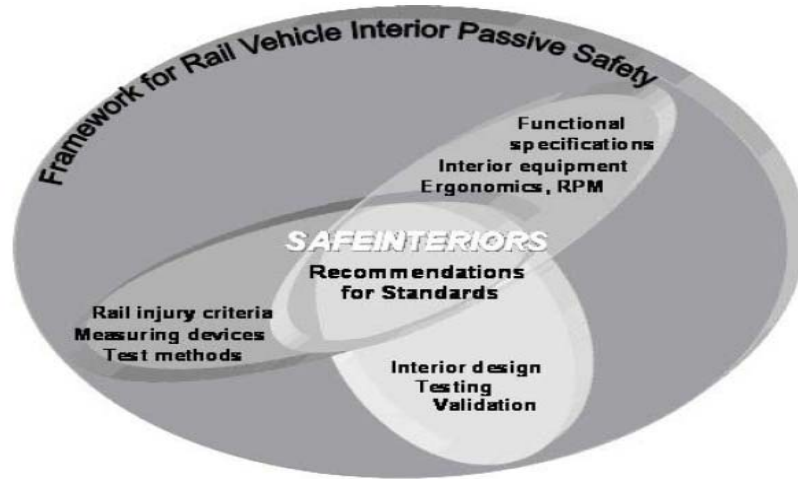 Framework for Rail Vehicle Interior Passive Safety
Functional
specifications
Interior equipment
Ergonomics, RPM
SAFEINTERIORS
Recommendations
for Standards
Rail injury criteria
Measuring devices
Test methods
Interior design
Testing
Validation